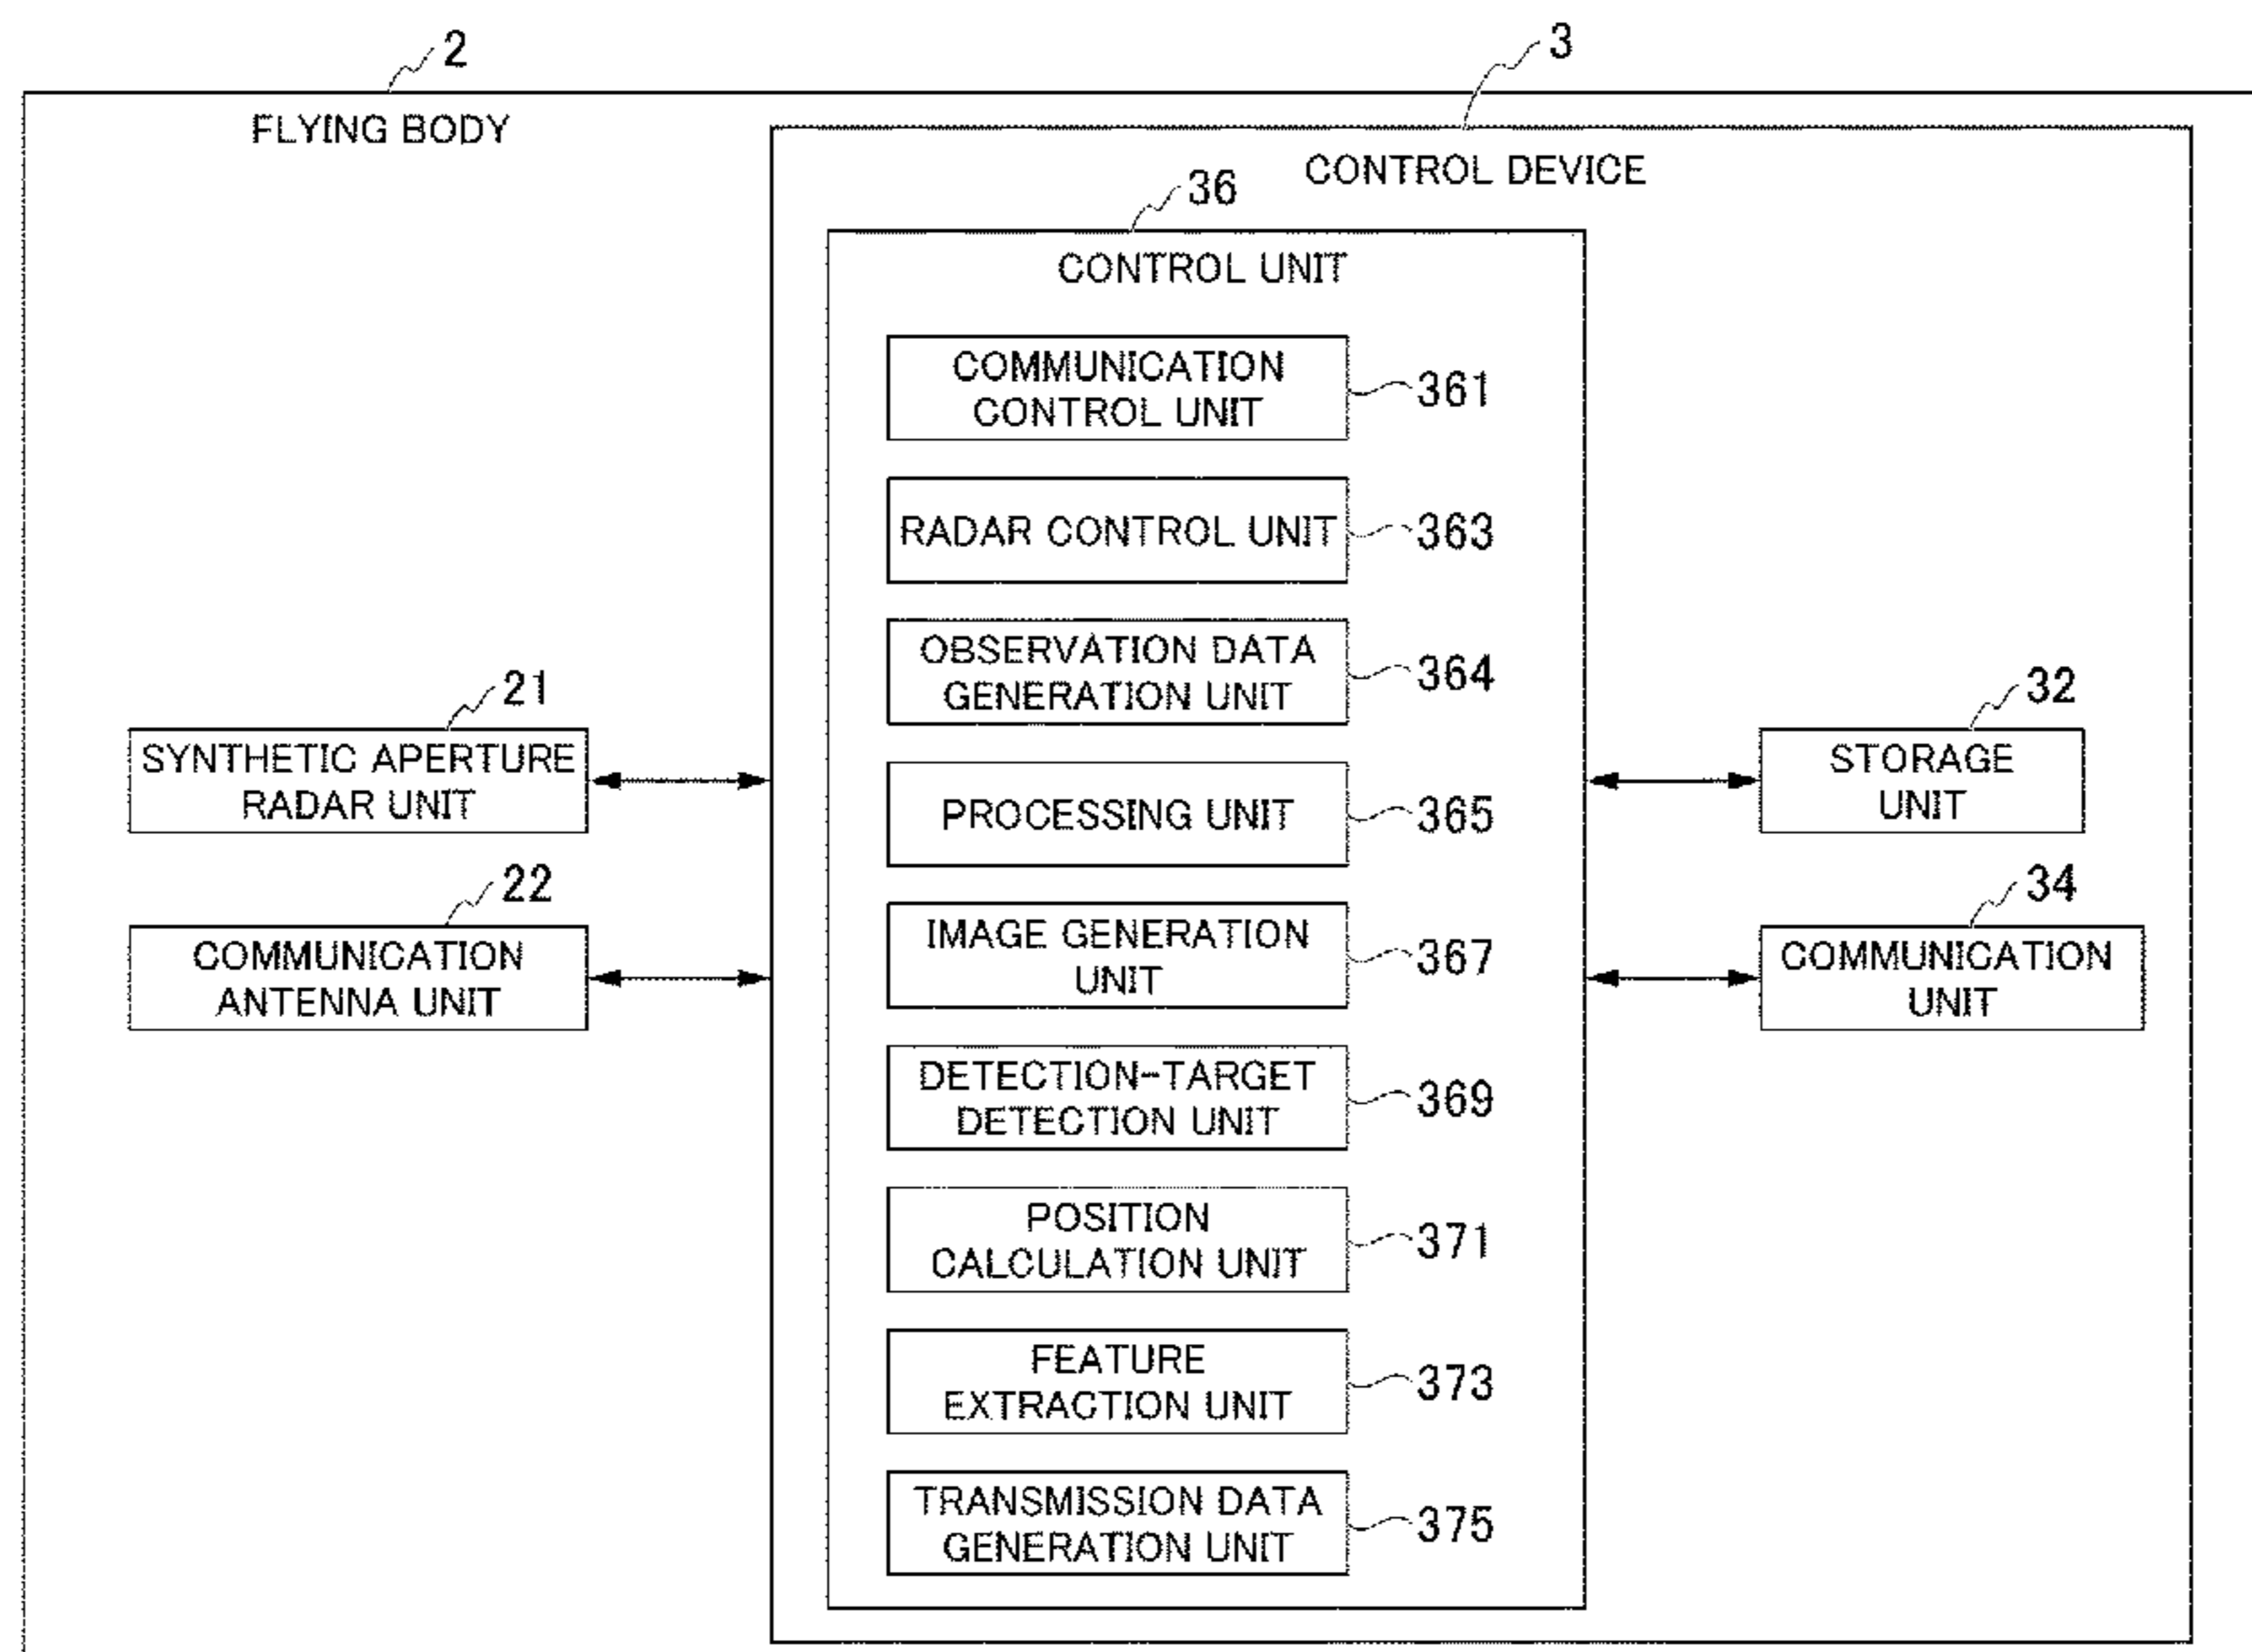 2
3
FLYING BODY
CONTROL DEVICE
36
CONTROL UNIT
COMMUNICATION
CONTROL UNIT
361
RADAR CONTROL UNIT
363
OBSERVATION DATA
GENERATION UNIT
364
21
SYNTHETIC APERTURE
RADAR UNIT
PROCESSING UNIT
365
32
STORAGE
UNIT
22
COMMUNICATION
ANTENNA UNIT
IMAGE GENERATION
UNIT
367
34
COMMUNICATION
UNIT
DETECTION-TARGET
DETECTION UNIT
369
POSITION
CALCULATION UNIT
371
FEATURE
EXTRACTION UNIT
373
TRANSMISSION DATA
GENERATION UNIT
375